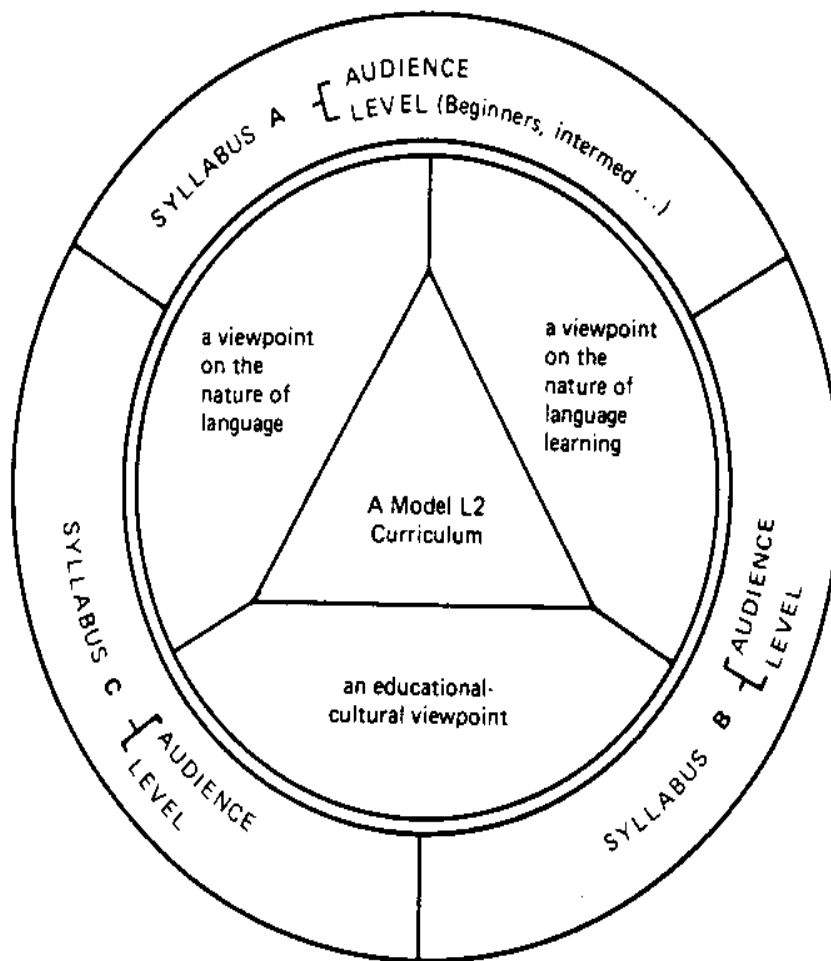 SYLLABUS A { AUDIENCE
LEVEL (Beginners, intermed...)
a viewpoint
on the
nature of
language
a viewpoint
on the
nature of
language
learning
A Model L2
Curriculum
an educational-
cultural viewpoint
SYLLABUS B { AUDIENCE
LEVEL
SYLLABUS C { AUDIENCE
LEVEL